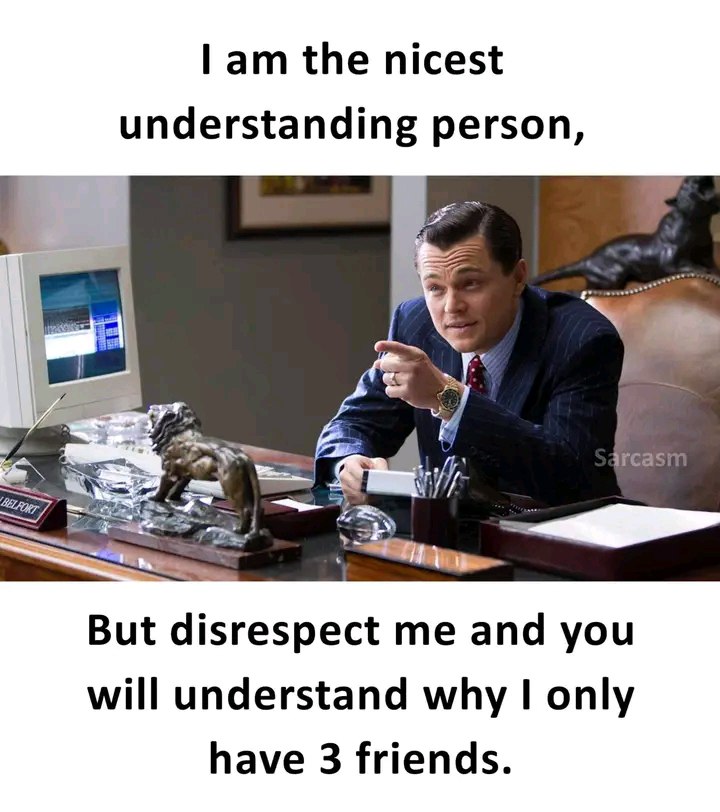 I am the nicest
understanding person,
BELFORT
Sarcasm
But disrespect me and you
will understand why I only
have 3 friends.